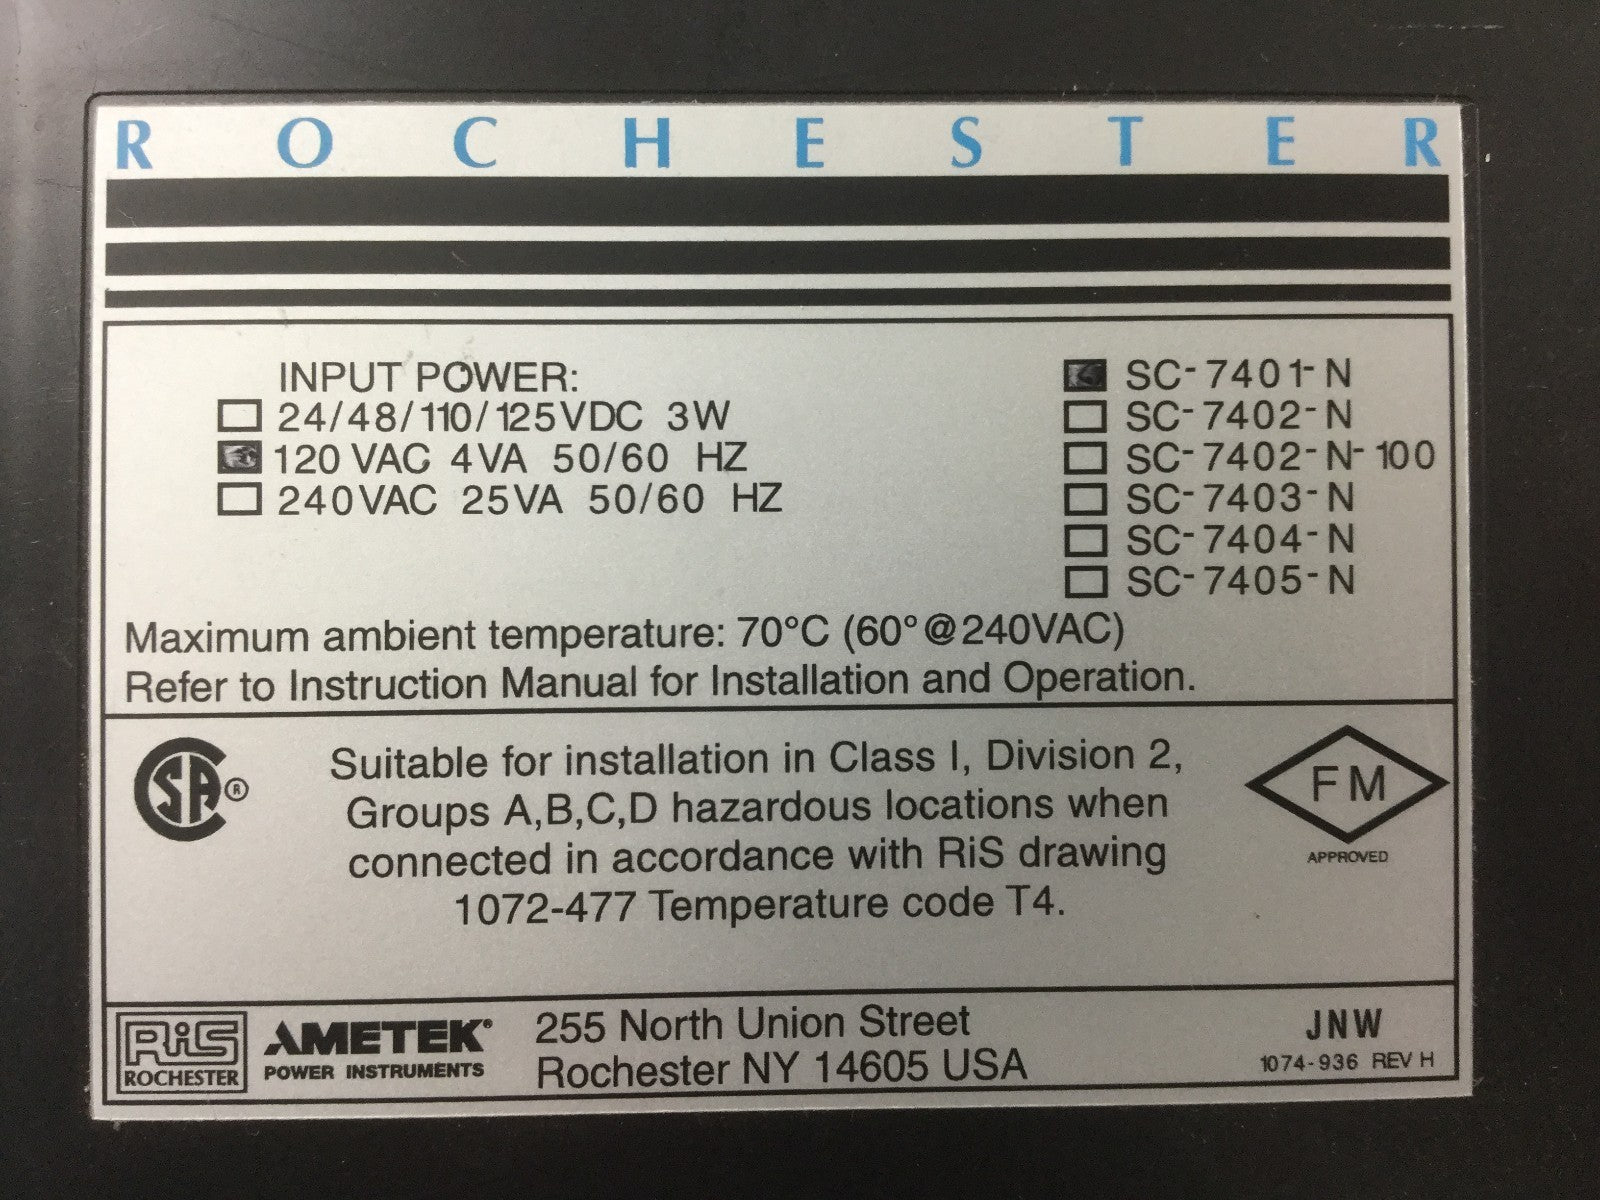 ROCHESTER
INPUT POWER:
24/48/110/125VDC 3W
120 VAC 4VA 50/60 HZ
240VAC 25VA 50/60 HZ
SC-7401-N
SC-7402-N
SC-7402-N-100
SC-7403-N
SC-7404-N
SC-7405-N
Maximum ambient temperature: 70°C (60°@240VAC)
Refer to Instruction Manual for Installation and Operation.
SA®
Suitable for installation in Class I, Division 2,
Groups A,B,C,D hazardous locations when
connected in accordance with RiS drawing
1072-477 Temperature code T4.
FM
APPROVED
RiS
ROCHESTER
AMETEK®
POWER INSTRUMENTS
255 North Union Street
Rochester NY 14605 USA
JNW
1074-936 REV H